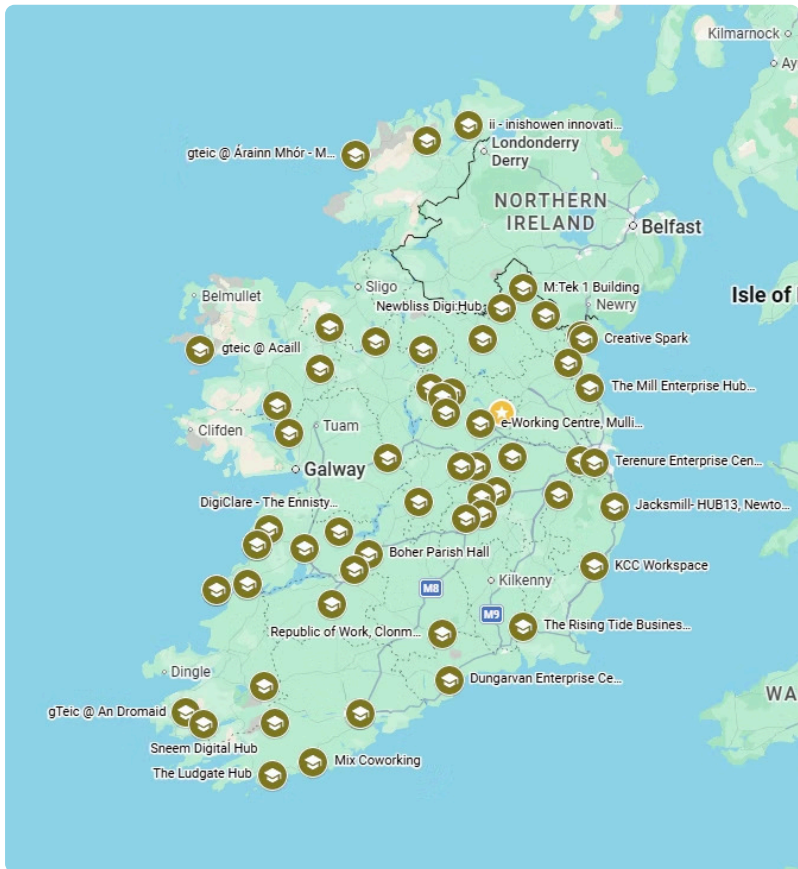 Kilmarnock
Ay
ii - inishowen innovati...
Londonderry
Derry
gteic @ Árainn Mhór - M...
NORTHERN
IRELAND
Belfast
Sligo
M:Tek 1 Building
Belmullet
Isle of
Newbliss Digi:Hub
Newry
Creative Spark
gteic @ Acaill
The Mill Enterprise Hub...
e-Working Centre, Mulli...
Clifden
Tuam
Terenure Enterprise Cen...
Galway
DigiClare - The Ennisty...
Jacksmill- HUB13, Newto...
Boher Parish Hall
KCC Workspace
Kilkenny
M8
M9
The Rising Tide Busines...
Republic of Work, Clonm...
Dingle
Dungarvan Enterprise Ce...
WA
gTeic @ An Dromaid
Sneem Digital Hub
Mix Coworking
The Ludgate Hub